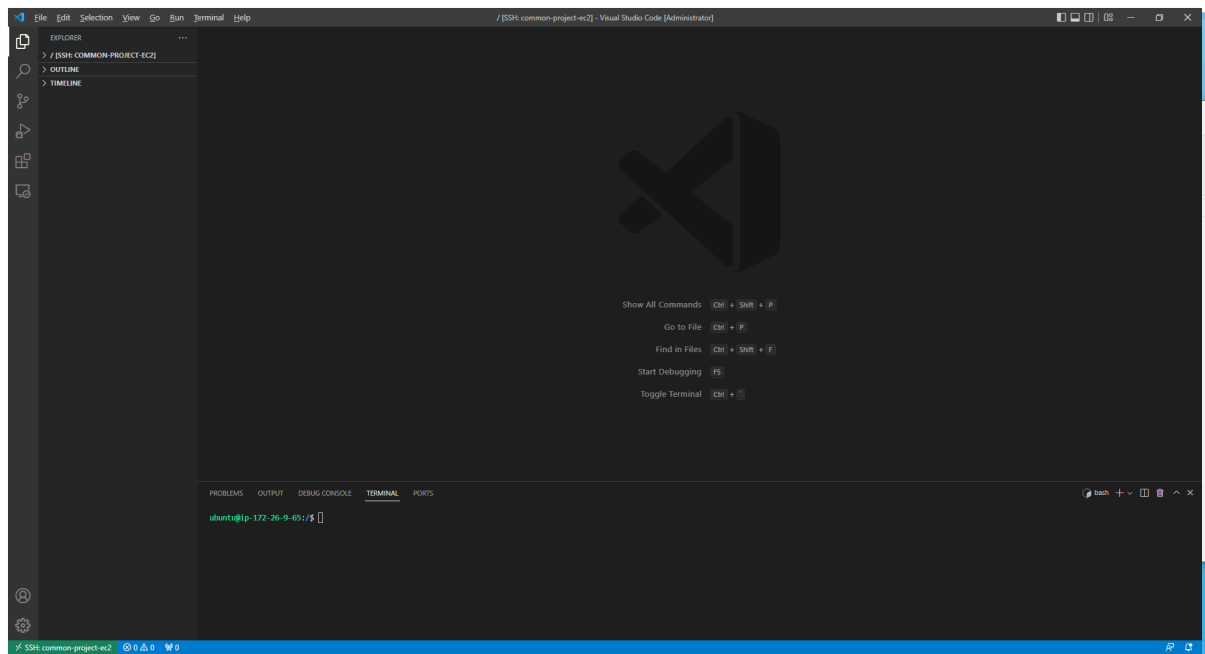 File Edit Selection View Go Run Terminal Help / [SSH: common-project-ec2] - Visual Studio Code [Administrator]
EXPLORER ...
> / [SSH: COMMON-PROJECT-EC2]
> OUTLINE
> TIMELINE
Show All Commands Ctrl + Shift + P
Go to File Ctrl + P
Find in Files Ctrl + Shift + F
Start Debugging F5
Toggle Terminal Ctrl + `
PROBLEMS OUTPUT DEBUG CONSOLE TERMINAL PORTS bash
ubuntu@ip-172-26-9-65:/$
SSH: common-project-ec2 0 0 0